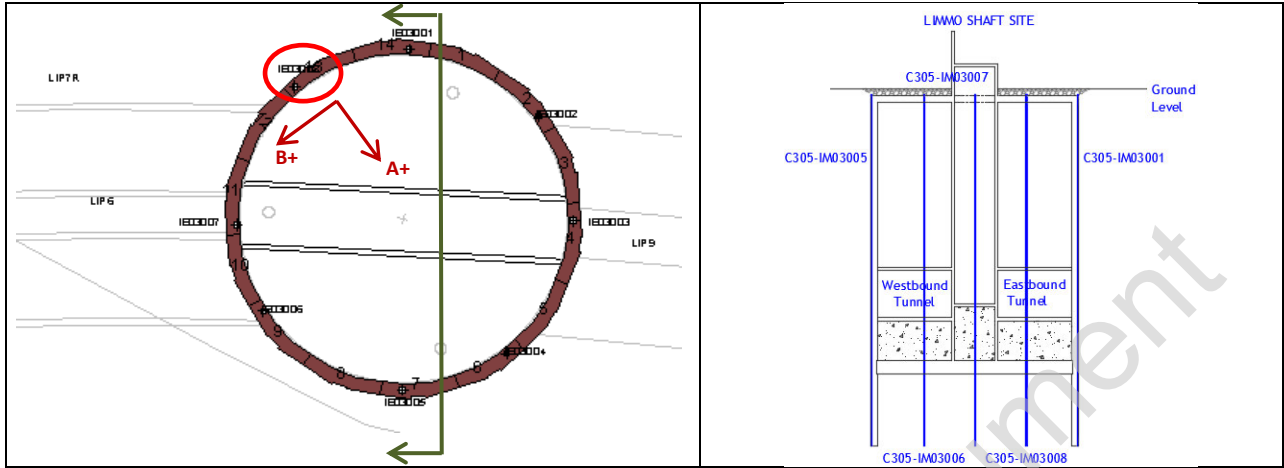 14
IE03001
1
LIP7R
2
IE03002
B+
A+
3
11
LIP6
IE03007
IE03003
4
LIP9
10
IE03006
5
9
IE03004
8
6
7
IE03005
LIMMO SHAFT SITE
C305-IM03007
Ground
Level
C305-IM03005
C305-IM03001
Westbound
Tunnel
Eastbound
Tunnel
C305-IM03006
C305-IM03008
ument